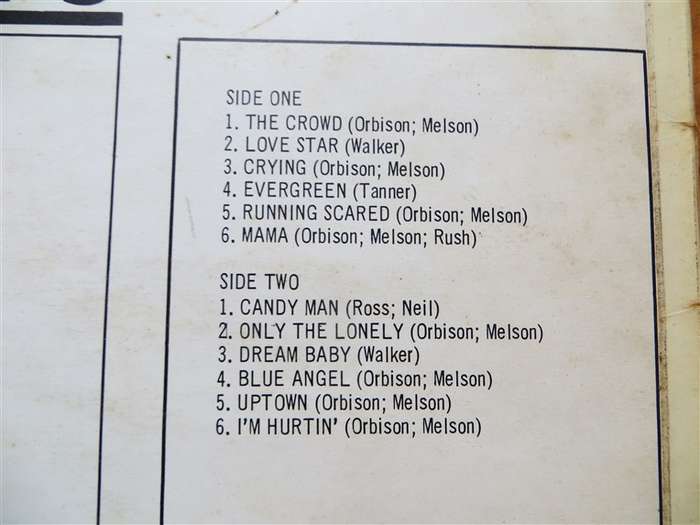 SIDE ONE
1. THE CROWD (Orbison; Melson)
2. LOVE STAR (Walker)
3. CRYING (Orbison; Melson)
4. EVERGREEN (Tanner)
5. RUNNING SCARED (Orbison; Melson)
6. MAMA (Orbison; Melson; Rush)
SIDE TWO
1. CANDY MAN (Ross; Neil)
2. ONLY THE LONELY (Orbison; Melson)
3. DREAM BABY (Walker)
4. BLUE ANGEL (Orbison; Melson)
5. UPTOWN (Orbison; Melson)
6. I'M HURTIN' (Orbison; Melson)